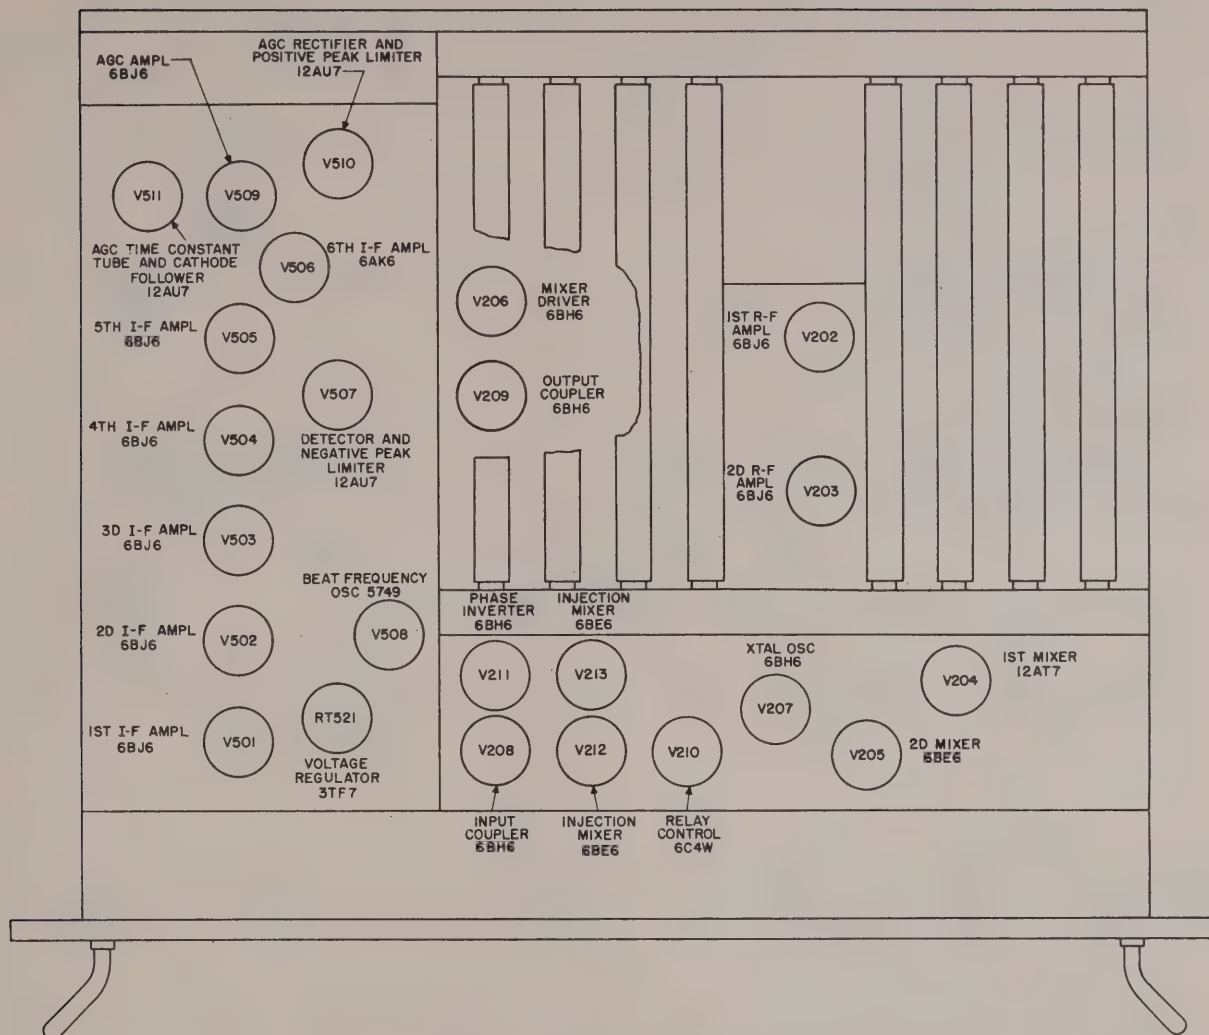 AGC AMPL
6BJ6
AGC RECTIFIER AND
POSITIVE PEAK LIMITER
12AU7
V510
V511
V509
AGC TIME CONSTANT
TUBE AND CATHODE
FOLLOWER
12AU7
V506
6TH I-F AMPL
6AK6
5TH I-F AMPL
6BJ6
V505
V507
DETECTOR AND
NEGATIVE PEAK
LIMITER
12AU7
4TH I-F AMPL
6BJ6
V504
3D I-F AMPL
6BJ6
V503
BEAT FREQUENCY
OSC 5749
V508
2D I-F AMPL
6BJ6
V502
1ST I-F AMPL
6BJ6
V501
RT521
VOLTAGE
REGULATOR
3TF7
V206
MIXER
DRIVER
6BH6
V209
OUTPUT
COUPLER
6BH6
1ST R-F
AMPL
6BJ6
V202
2D R-F
AMPL
6BJ6
V203
PHASE
INVERTER
6BH6
INJECTION
MIXER
6BE6
V211
V213
XTAL OSC
6BH6
V207
V204
1ST MIXER
12AT7
V208
V212
V210
V205
2D MIXER
6BE6
INPUT
COUPLER
6BH6
INJECTION
MIXER
6BE6
RELAY
CONTROL
6C4W